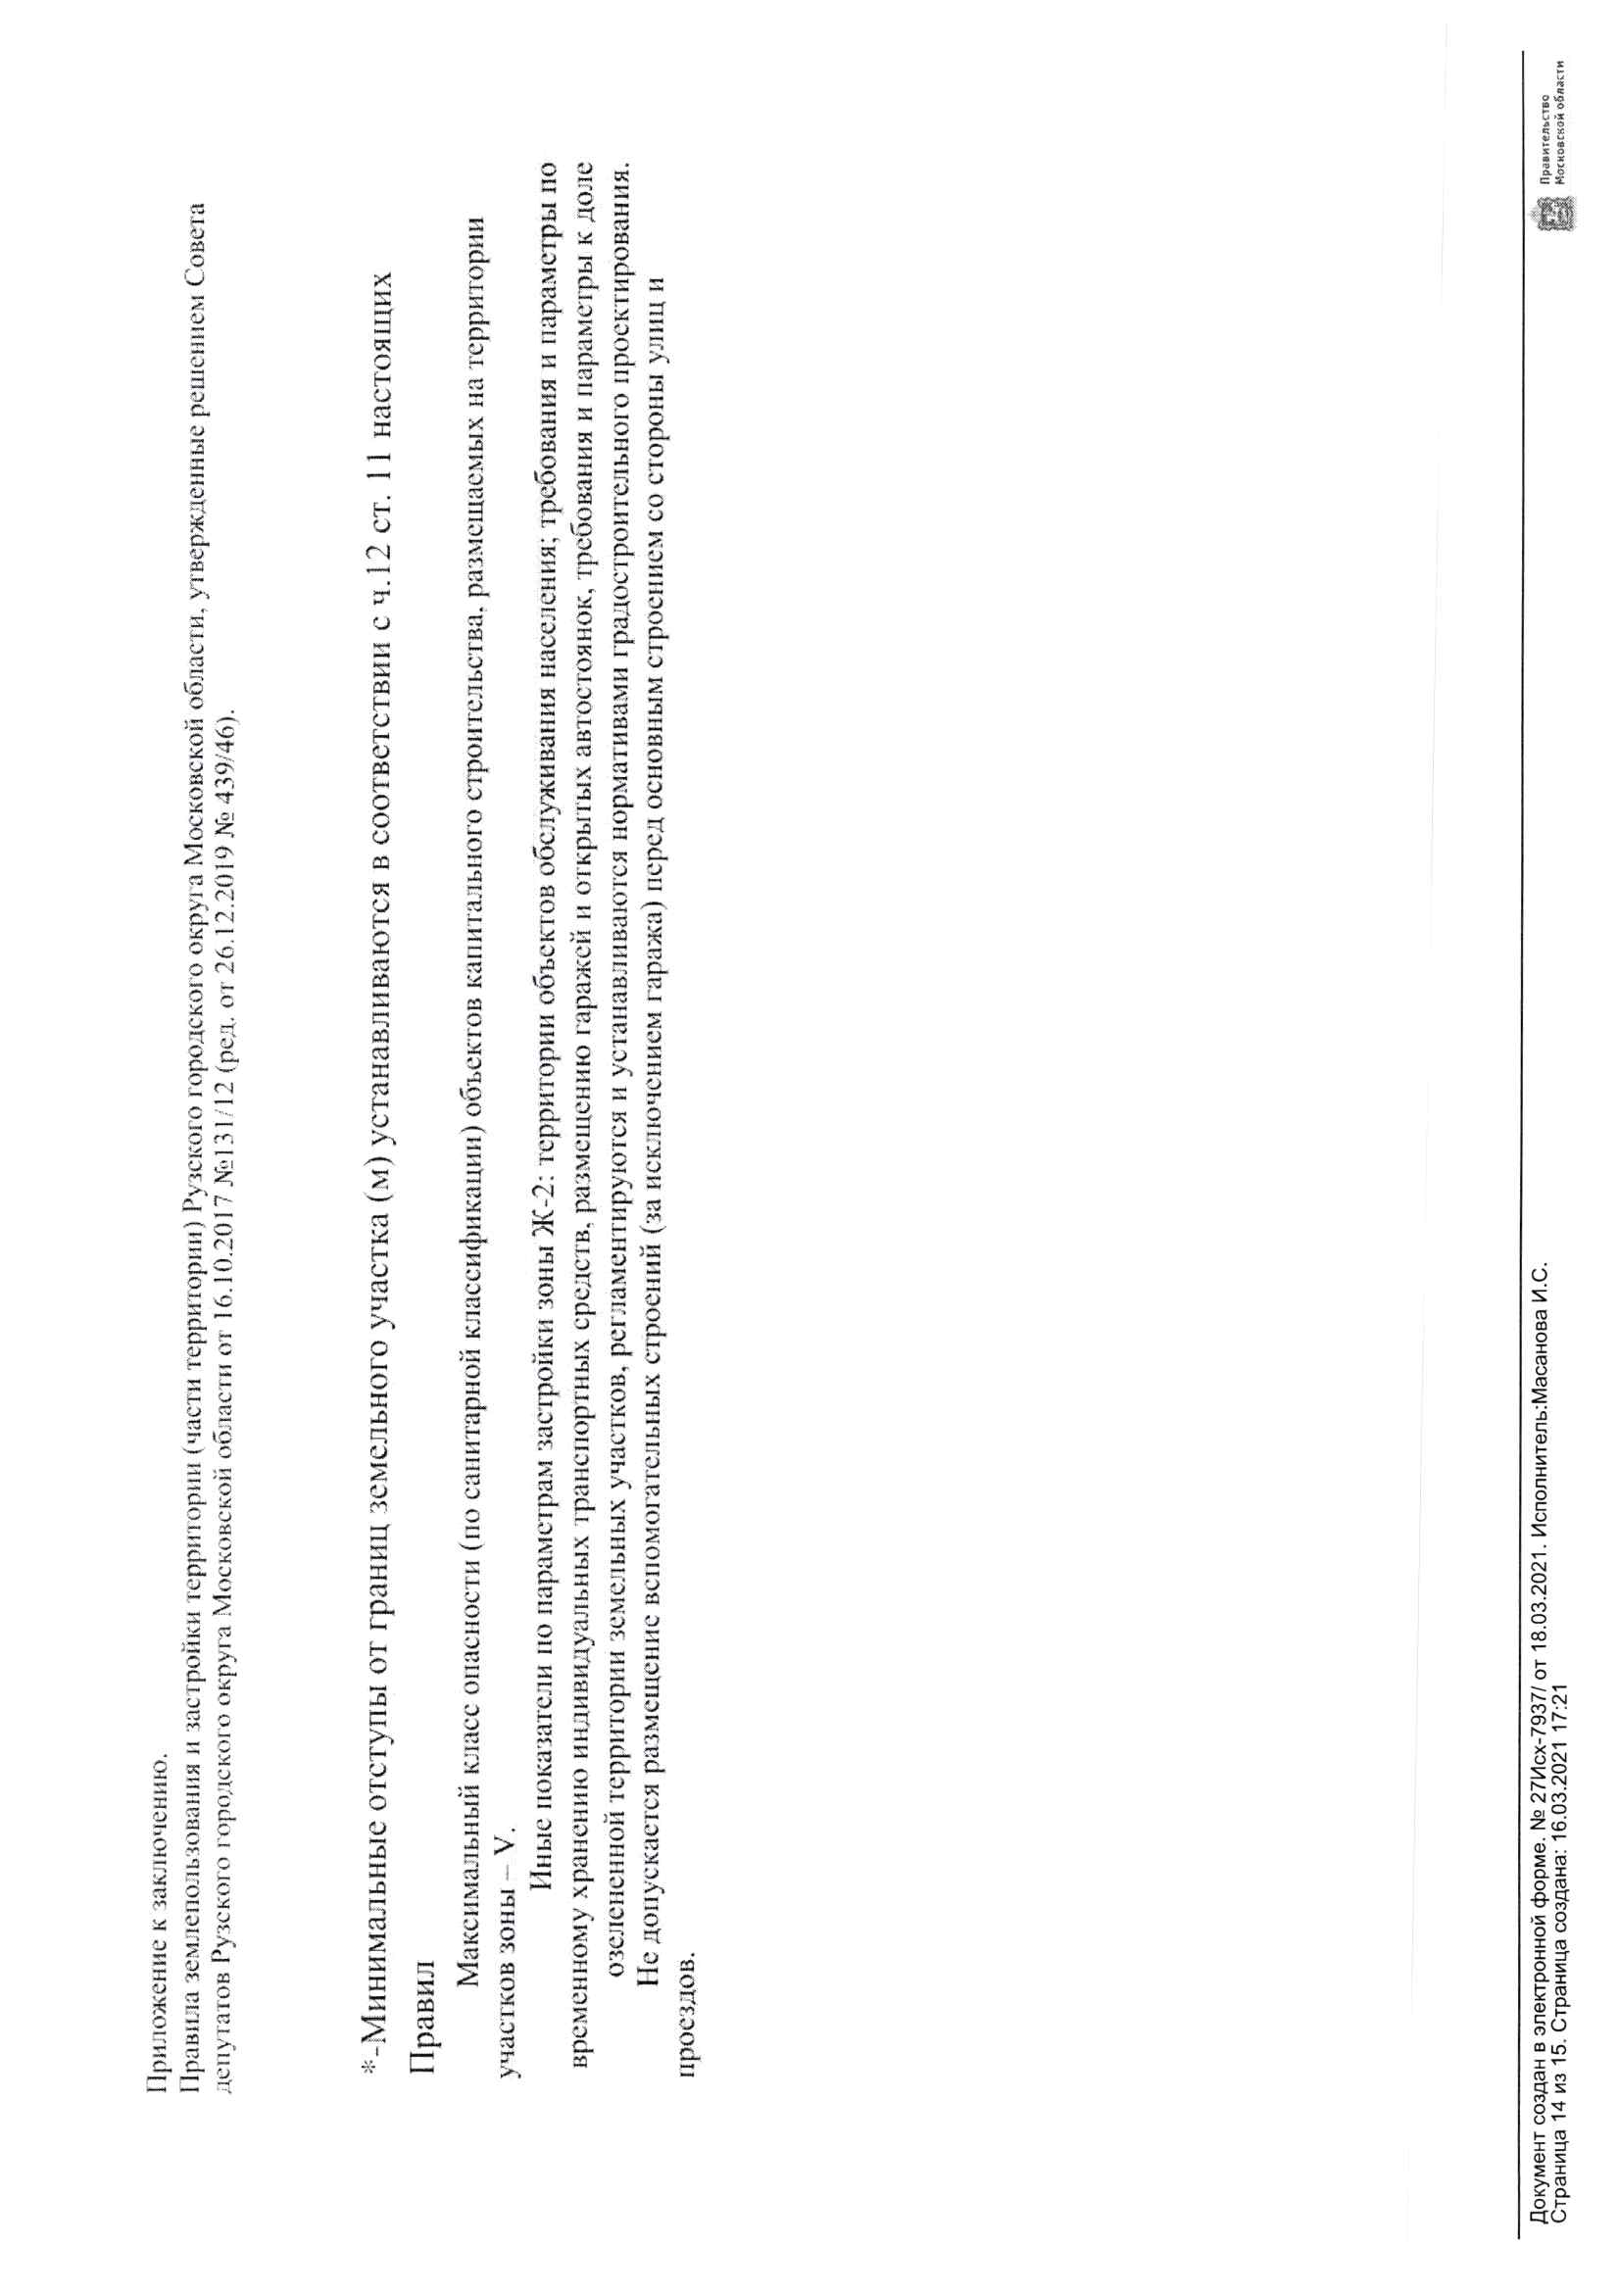 Приложение к заключению.
Правила землепользования и застройки территории (части территории) Рузского городского округа Московской области, утвержденные решением Совета
депутатов Рузского городского округа Московской области от 16.10.2017 №131/12 (ред. от 26.12.2019 № 439/46).
*-Минимальные отступы от границ земельного участка (м) устанавливаются в соответствии с ч.12 ст. 11 настоящих
Правил
Максимальный класс опасности (по санитарной классификации) объектов капитального строительства, размещаемых на территории
участков зоны – V.
Иные показатели по параметрам застройки зоны Ж-2: территории объектов обслуживания населения; требования и параметры по
временному хранению индивидуальных транспортных средств, размещению гаражей и открытых автостоянок, требования и параметры к доле
озелененной территории земельных участков, регламентируются и устанавливаются нормативами градостроительного проектирования.
Не допускается размещение вспомогательных строений (за исключением гаража) перед основным строением со стороны улиц и
проездов.
Документ создан в электронной форме. № 27Исх-7937/ от 18.03.2021. Исполнитель:Масанова И.С.
Страница 14 из 15. Страница создана: 16.03.2021 17:21
Правительство
Московской области